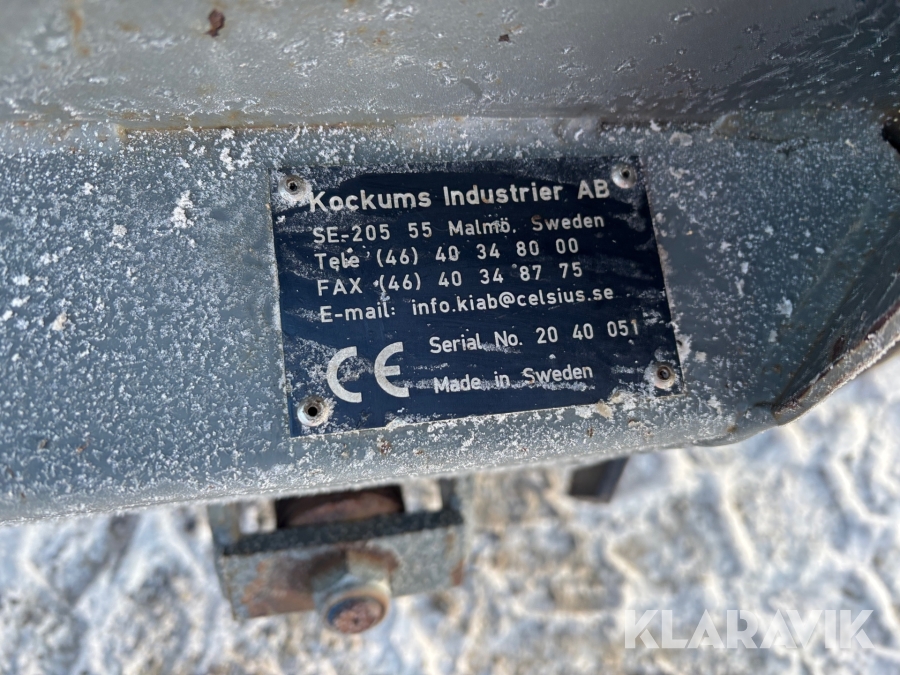 Kockums Industrier AB
SE-205 55 Malmö, Sweden
Tele (46) 40 34 80 00
FAX (46) 40 34 87 75
E-mail: info.kiab@celsius.se
CE
Serial No. 20 40 051
Made in Sweden
KLARAVIK